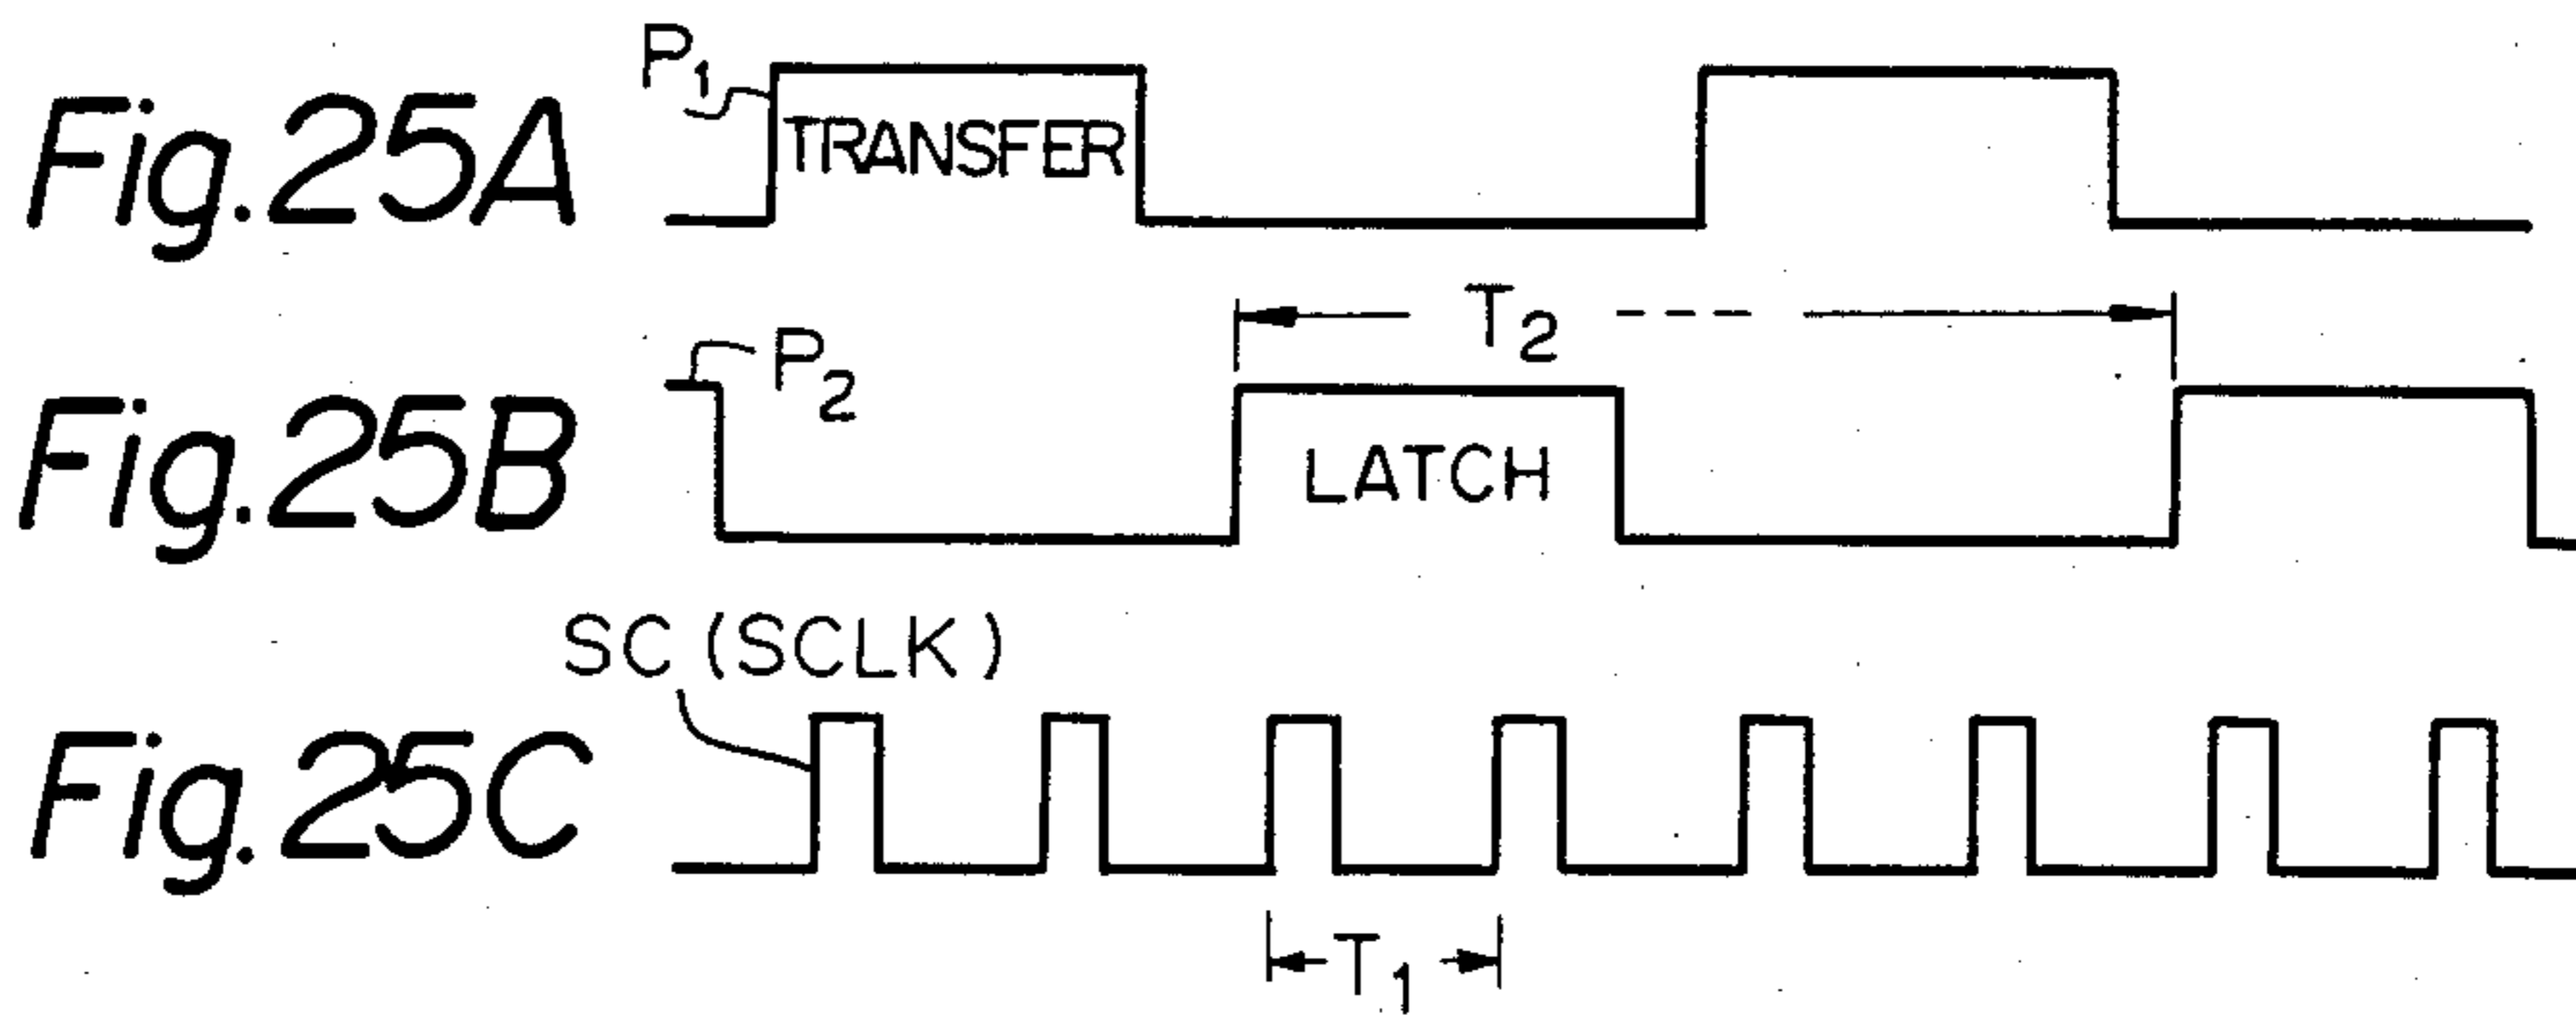 P1
Fig. 25A
TRANSFER
T2
P2
Fig. 25B
LATCH
SC (SCLK)
Fig. 25C
T1